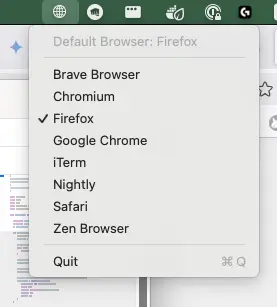 Default Browser: Firefox
Brave Browser
Chromium
✓ Firefox
Google Chrome
iTerm
Nightly
Safari
Zen Browser
Quit ⌘ Q